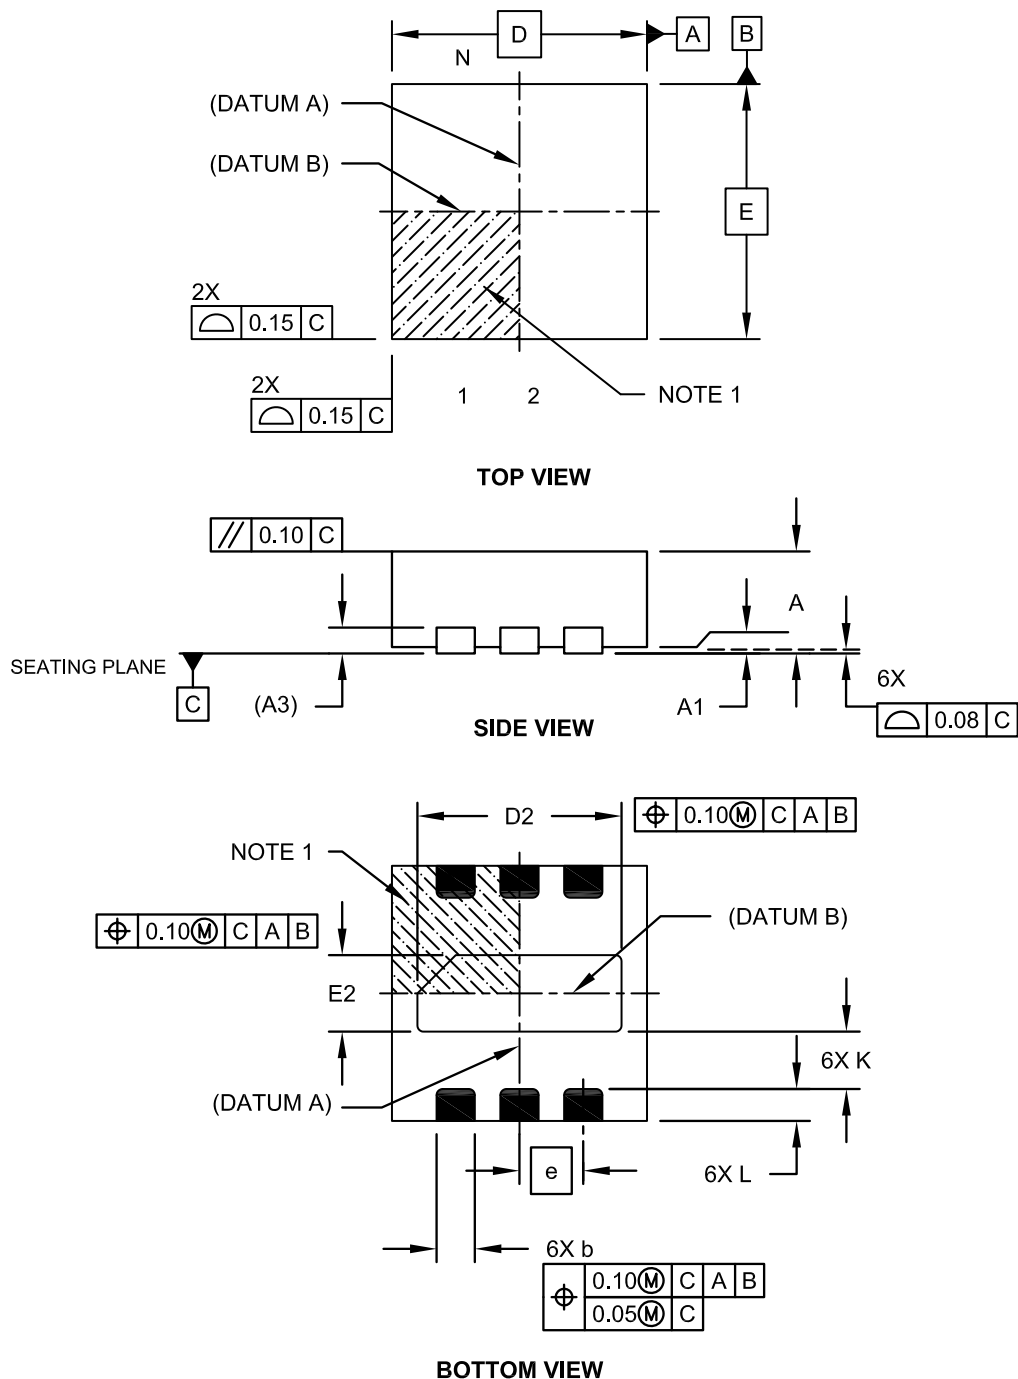 D
A
B
N
(DATUM A)
(DATUM B)
E
2X
0.15 C
2X
0.15 C
1 2
NOTE 1
TOP VIEW
// 0.10 C
A
SEATING PLANE
C
(A3)
A1
6X
0.08 C
SIDE VIEW
D2
0.10Ⓜ C A B
NOTE 1
0.10Ⓜ C A B
(DATUM B)
E2
6X K
(DATUM A)
e
6X L
6X b
0.10Ⓜ C A B
0.05Ⓜ C
BOTTOM VIEW